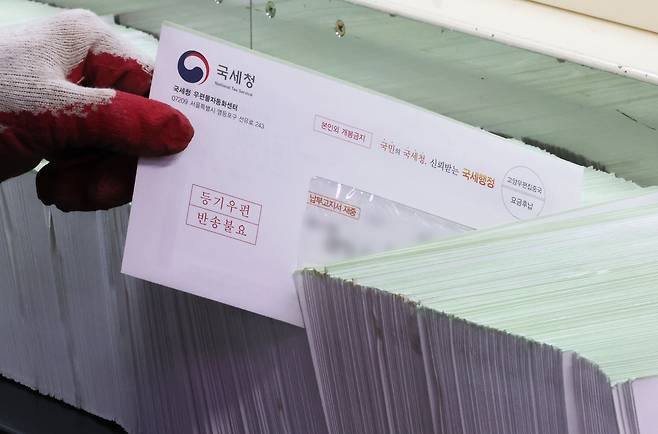 국세청
National Tax Service
국세청 우편물자동화센터
07209 서울특별시 영등포구 선유로 243
본인외 개봉금지
국민의 국세청, 신뢰받는 국세행정
고양우편집중국
요금후납
등기우편
반송불요
납부고지서 재중